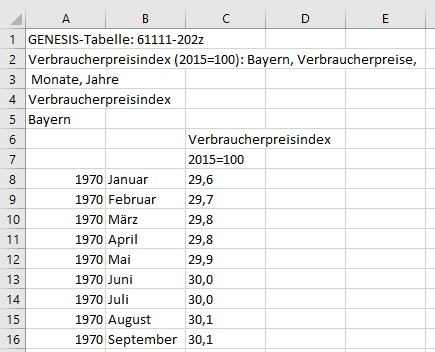 A B C D E
1 GENESIS-Tabelle: 61111-202z
2 Verbraucherpreisindex (2015=100): Bayern, Verbraucherpreise,
3 Monate, Jahre
4 Verbraucherpreisindex
5 Bayern
6 Verbraucherpreisindex
7 2015=100
8 1970 Januar 29,6
9 1970 Februar 29,7
10 1970 März 29,8
11 1970 April 29,8
12 1970 Mai 29,9
13 1970 Juni 30,0
14 1970 Juli 30,0
15 1970 August 30,1
16 1970 September 30,1